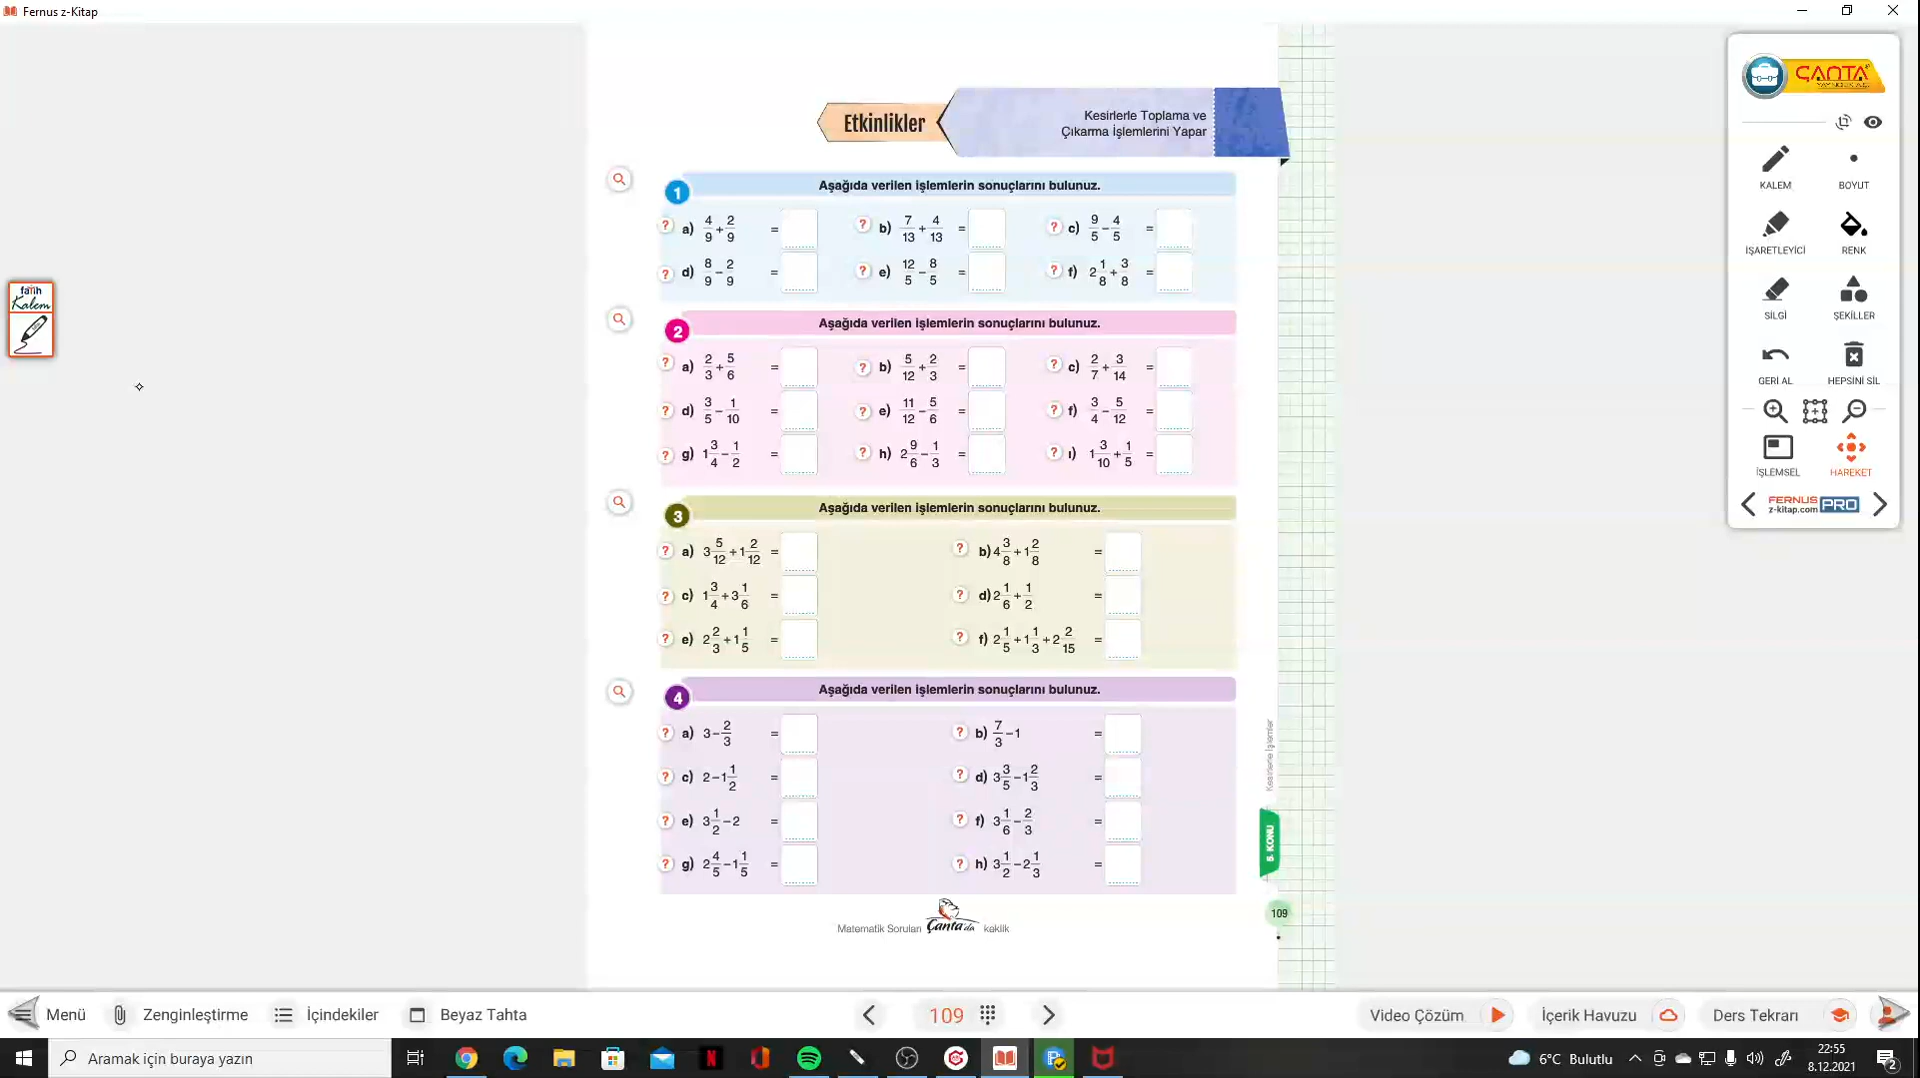 Fernus z-Kitap
ÇANTA
YAYINCILIK A.Ş.
Etkinlikler
Kesirlerle Toplama ve
Çıkarma İşlemlerini Yapar
KALEM BOYUT
İŞARETLEYİCİ RENK
SİLGİ ŞEKİLLER
GERİ AL HEPSİNİ SİL
İŞLEMSEL HAREKET
FERNUS PRO
z-kitap.com
fatih
Kalem
1 Aşağıda verilen işlemlerin sonuçlarını bulunuz.
? a) 4/9 + 2/9 = ? b) 7/13 + 4/13 = ? c) 9/5 − 4/5 =
? d) 8/9 − 2/9 = ? e) 12/5 − 8/5 = ? f) 2 1/8 + 3/8 =
2 Aşağıda verilen işlemlerin sonuçlarını bulunuz.
? a) 2/3 + 5/6 = ? b) 5/12 + 2/3 = ? c) 2/7 + 3/14 =
? d) 3/5 − 1/10 = ? e) 11/12 − 5/6 = ? f) 3/4 − 5/12 =
? g) 1 3/4 − 1/2 = ? h) 2 9/6 − 1/3 = ? ı) 1 3/10 + 1/5 =
3 Aşağıda verilen işlemlerin sonuçlarını bulunuz.
? a) 3 5/12 + 1 2/12 = ? b) 4 3/8 + 1 2/8 =
? c) 1 3/4 + 3 1/6 = ? d) 2 1/6 + 1/2 =
? e) 2 2/3 + 1 1/5 = ? f) 2 1/5 + 1 1/3 + 2 2/15 =
4 Aşağıda verilen işlemlerin sonuçlarını bulunuz.
? a) 3 − 2/3 = ? b) 7/3 − 1 =
? c) 2 − 1 1/2 = ? d) 3 3/5 − 1 2/3 =
? e) 3 1/2 − 2 = ? f) 3 1/6 − 2/3 =
? g) 2 4/5 − 1 1/5 = ? h) 3 1/2 − 2 1/3 =
Kesirlerle İşlemler
5. KONU
109
Matematik Soruları Çanta'da keklik
Menü Zenginleştirme İçindekiler Beyaz Tahta 109 Video Çözüm İçerik Havuzu Ders Tekrarı
Aramak için buraya yazın
6°C Bulutlu
22:55
8.12.2021
2